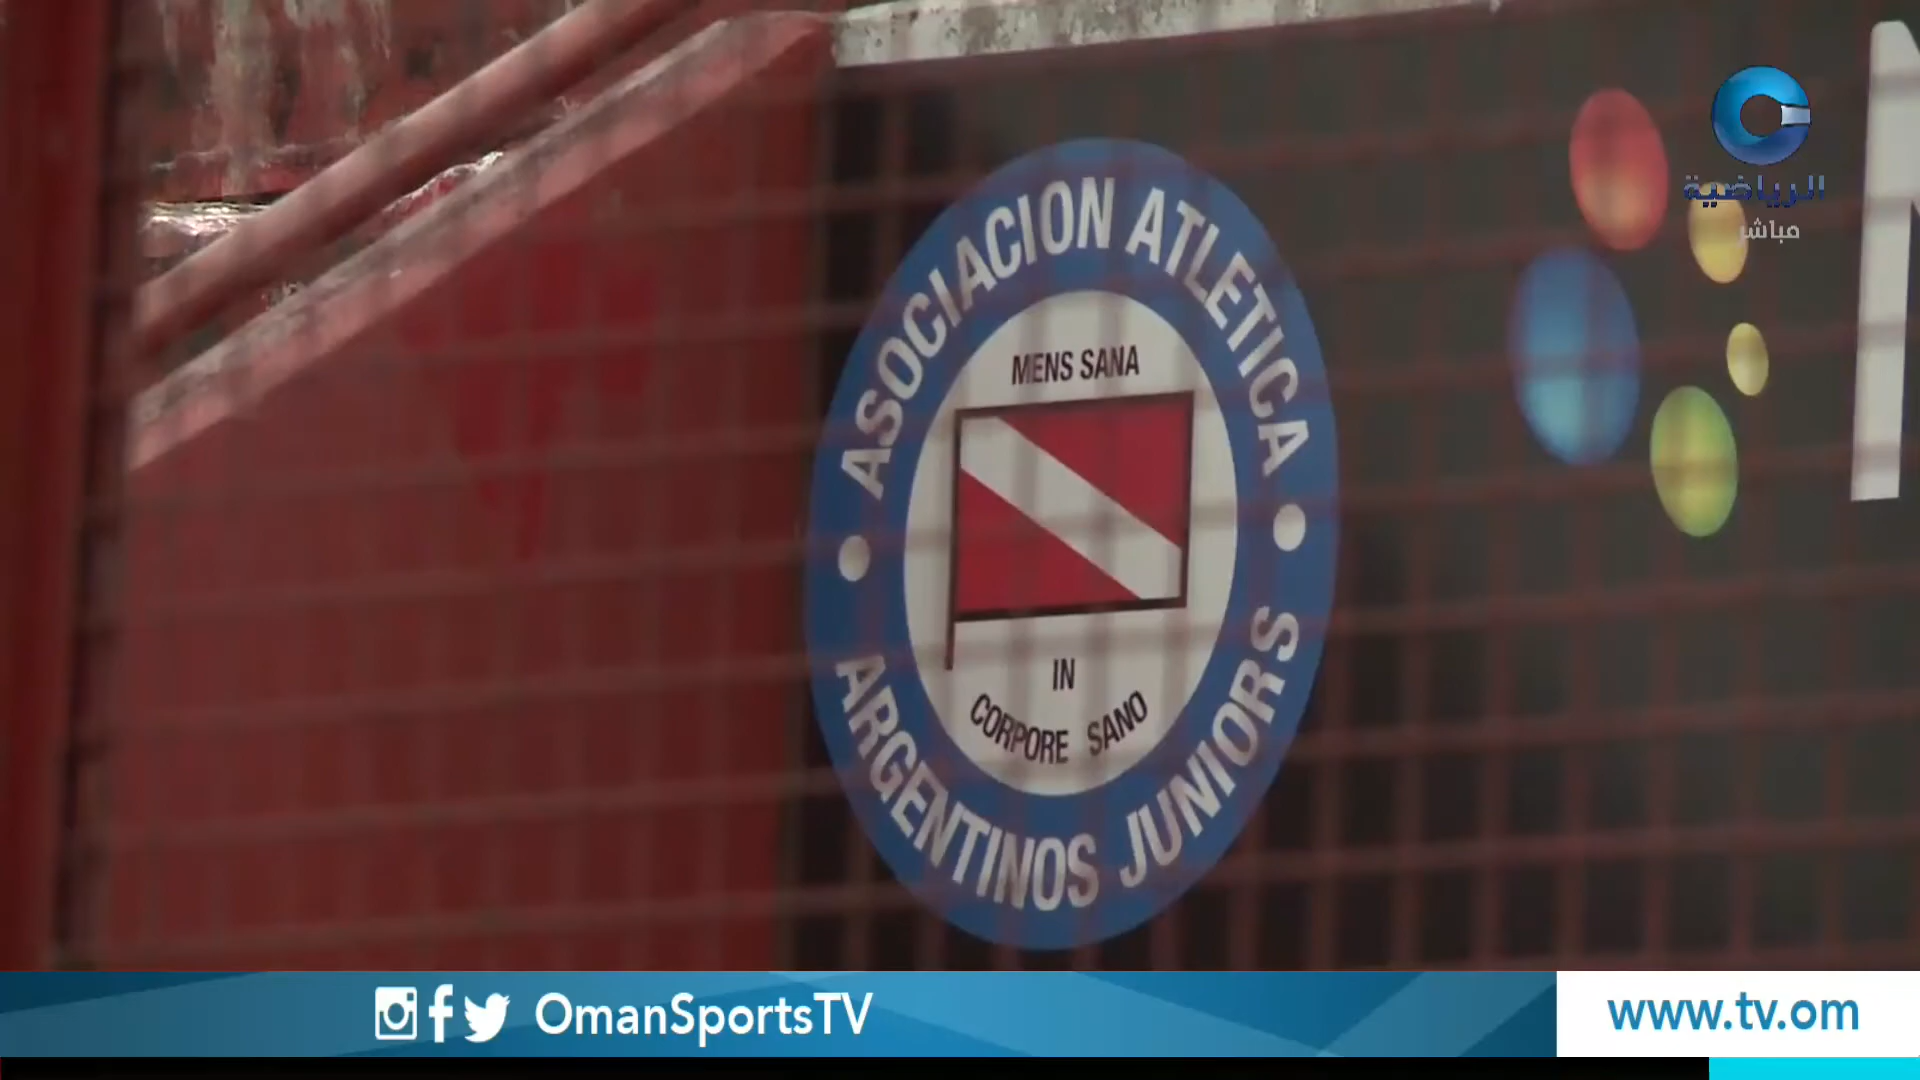 الرياضية
مباشر
ASOCIACION ATLETICA
MENS SANA
IN
CORPORE SANO
ARGENTINOS JUNIORS
OmanSportsTV
www.tv.om